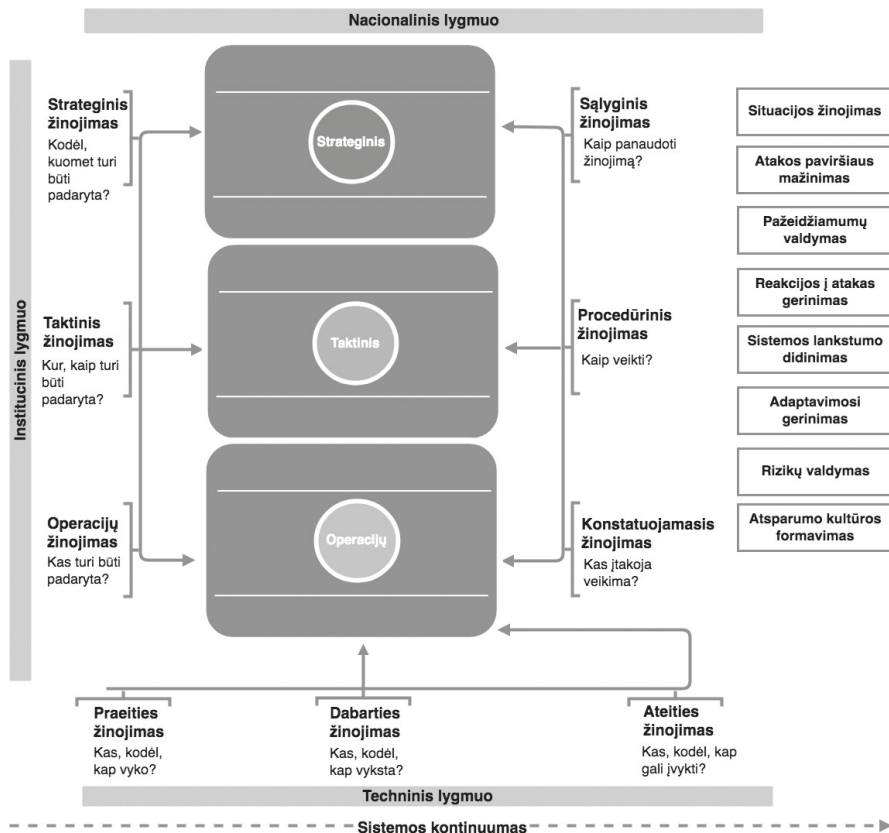 Nacionalinis lygmuo
Institucinis lygmuo
Strateginis
žinojimas
Kodėl,
kuomet turi
būti
padaryta?
Strateginis
Sąlyginis
žinojimas
Kaip panaudoti
žinojimą?
Taktinis
žinojimas
Kur, kaip turi
būti
padaryta?
Taktinis
Procedūrinis
žinojimas
Kaip veikti?
Operacijų
žinojimas
Kas turi būti
padaryta?
Operacijų
Konstatuojamasis
žinojimas
Kas įtakoja
veikima?
Situacijos žinojimas
Atakos paviršiaus
mažinimas
Pažeidžiamumų
valdymas
Reakcijos į atakas
gerinimas
Sistemos lankstumo
didinimas
Adaptavimosi
gerinimas
Rizikų valdymas
Atsparumo kultūros
formavimas
Praeities
žinojimas
Kas, kodėl,
kap vyko?
Dabarties
žinojimas
Kas, kodėl,
kap vyksta?
Ateities
žinojimas
Kas, kodėl, kap
gali įvykti?
Techninis lygmuo
Sistemos kontinuumas